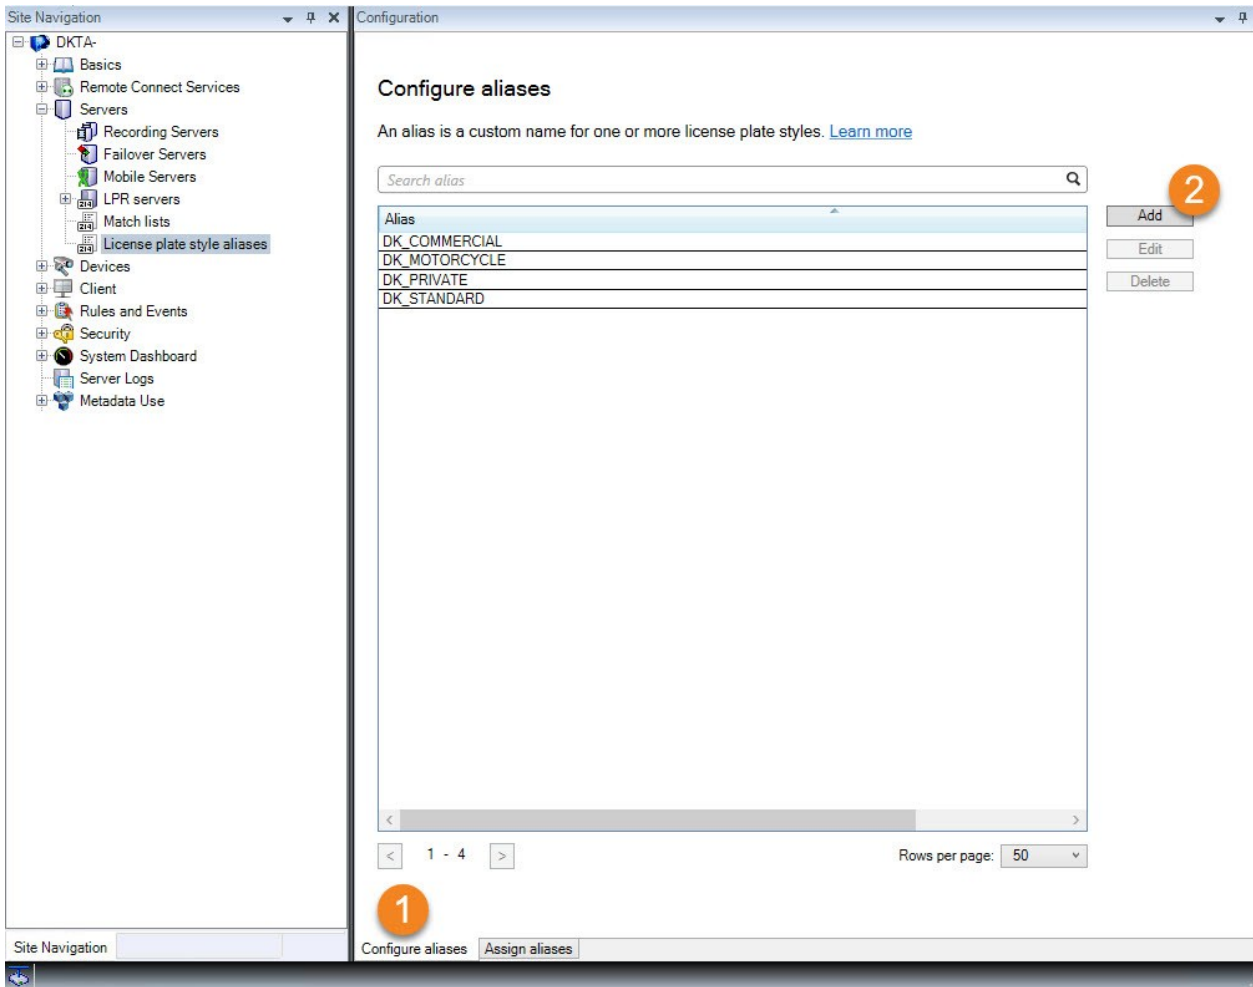 Site Navigation
DKTA-
Basics
Remote Connect Services
Servers
Recording Servers
Failover Servers
Mobile Servers
LPR servers
Match lists
License plate style aliases
Devices
Client
Rules and Events
Security
System Dashboard
Server Logs
Metadata Use
Site Navigation
Configuration
Configure aliases
An alias is a custom name for one or more license plate styles. Learn more
Search alias
2
Alias
Add
DK_COMMERCIAL
DK_MOTORCYCLE
DK_PRIVATE
DK_STANDARD
Edit
Delete
< 1 - 4 >
Rows per page: 50
1
Configure aliases Assign aliases